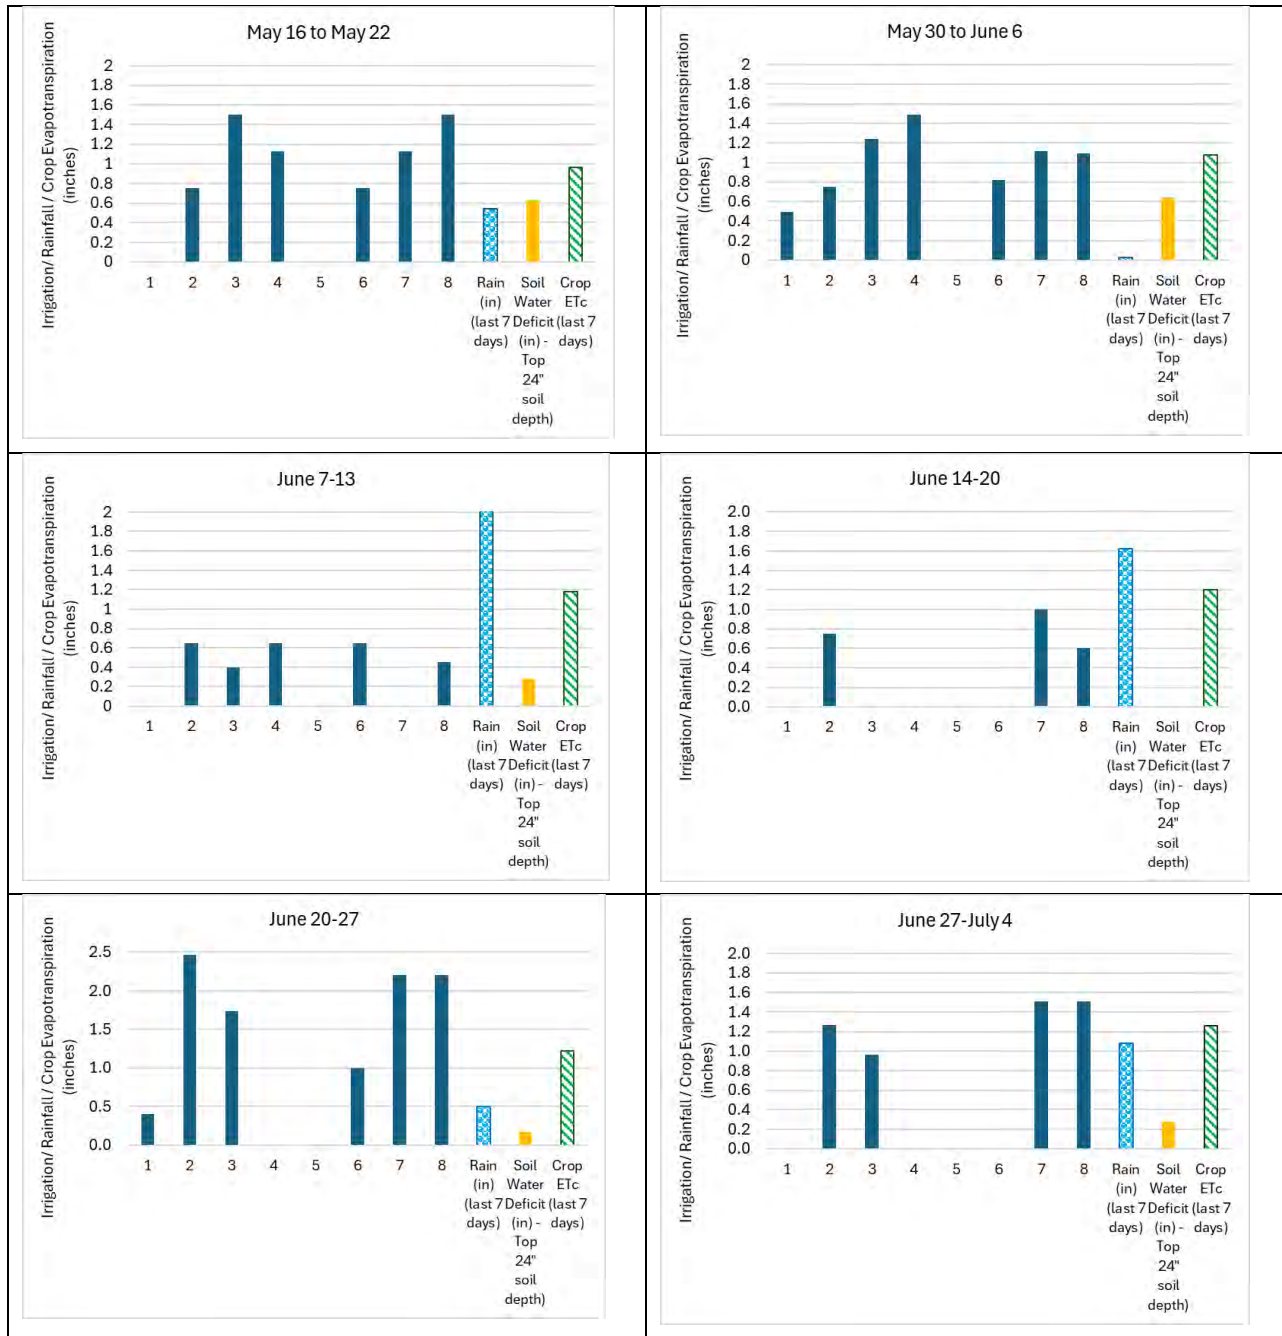 May 16 to May 22
Irrigation/ Rainfall / Crop Evapotranspiration
(inches)
2
1.8
1.6
1.4
1.2
1
0.8
0.6
0.4
0.2
0
1 2 3 4 5 6 7 8 Rain Soil Crop
(in) Water ETc
(last 7 Deficit (last 7
days) (in) - days)
Top
24"
soil
depth)
May 30 to June 6
Irrigation/ Rainfall / Crop Evapotranspiration
(inches)
2
1.8
1.6
1.4
1.2
1
0.8
0.6
0.4
0.2
0
1 2 3 4 5 6 7 8 Rain Soil Crop
(in) Water ETc
(last 7 Deficit (last 7
days) (in) - days)
Top
24"
soil
depth)
June 7-13
Irrigation/ Rainfall / Crop Evapotranspiration
(inches)
2
1.8
1.6
1.4
1.2
1
0.8
0.6
0.4
0.2
0
1 2 3 4 5 6 7 8 Rain Soil Crop
(in) Water ETc
(last 7 Deficit (last 7
days) (in) - days)
Top
24"
soil
depth)
June 14-20
Irrigation/ Rainfall / Crop Evapotranspiration
(inches)
2.0
1.8
1.6
1.4
1.2
1.0
0.8
0.6
0.4
0.2
0.0
1 2 3 4 5 6 7 8 Rain Soil Crop
(in) Water ETc
(last 7 Deficit (last 7
days) (in) - days)
Top
24"
soil
depth)
June 20-27
Irrigation/ Rainfall / Crop Evapotranspiration
(inches)
2.5
2.0
1.5
1.0
0.5
0.0
1 2 3 4 5 6 7 8 Rain Soil Crop
(in) Water ETc
(last 7 Deficit (last 7
days) (in) - days)
Top
24"
soil
depth)
June 27-July 4
Irrigation/ Rainfall / Crop Evapotranspiration
(inches)
2.0
1.8
1.6
1.4
1.2
1.0
0.8
0.6
0.4
0.2
0.0
1 2 3 4 5 6 7 8 Rain Soil Crop
(in) Water ETc
(last 7 Deficit (last 7
days) (in) - days)
Top
24"
soil
depth)